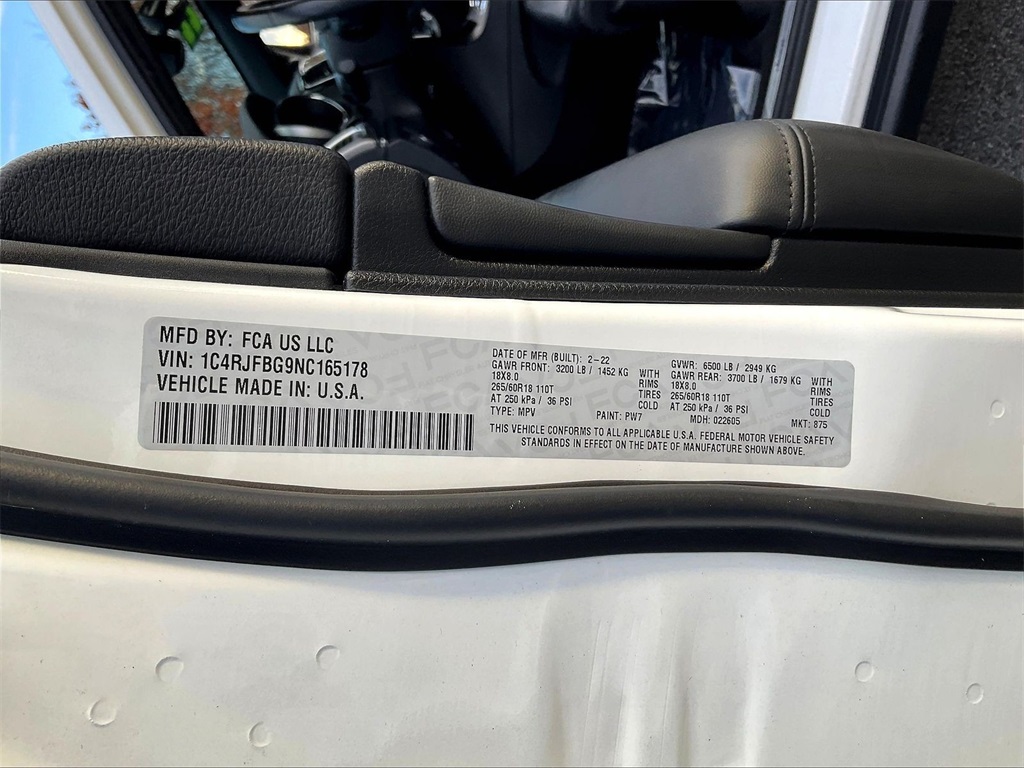 MFD BY: FCA US LLC
VIN: 1C4RJFBG9NC165178
VEHICLE MADE IN: U.S.A.
DATE OF MFR (BUILT): 2-22 GVWR: 6500 LB / 2949 KG
GAWR FRONT: 3200 LB / 1452 KG WITH GAWR REAR: 3700 LB / 1679 KG WITH
18X8.0 RIMS 18X8.0 RIMS
265/60R18 110T TIRES 265/60R18 110T TIRES
AT 250 kPa / 36 PSI COLD AT 250 kPa / 36 PSI COLD
TYPE: MPV PAINT: PW7 MDH: 022605 MKT: 875
THIS VEHICLE CONFORMS TO ALL APPLICABLE U.S.A. FEDERAL MOTOR VEHICLE SAFETY
STANDARDS IN EFFECT ON THE DATE OF MANUFACTURE SHOWN ABOVE.